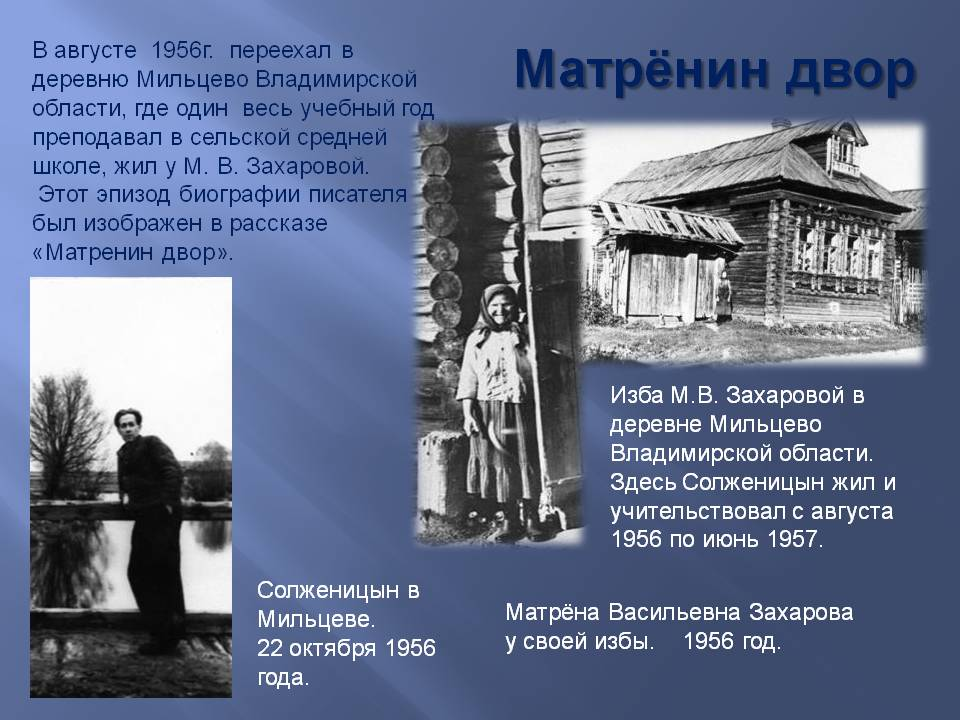 Матрёнин двор
В августе 1956г. переехал в
деревню Мильцево Владимирской
области, где один весь учебный год
преподавал в сельской средней
школе, жил у М. В. Захаровой.
Этот эпизод биографии писателя
был изображен в рассказе
«Матренин двор».
Изба М.В. Захаровой в
деревне Мильцево
Владимирской области.
Здесь Солженицын жил и
учительствовал с августа
1956 по июнь 1957.
Солженицын в
Мильцеве.
22 октября 1956
года.
Матрёна Васильевна Захарова
у своей избы. 1956 год.